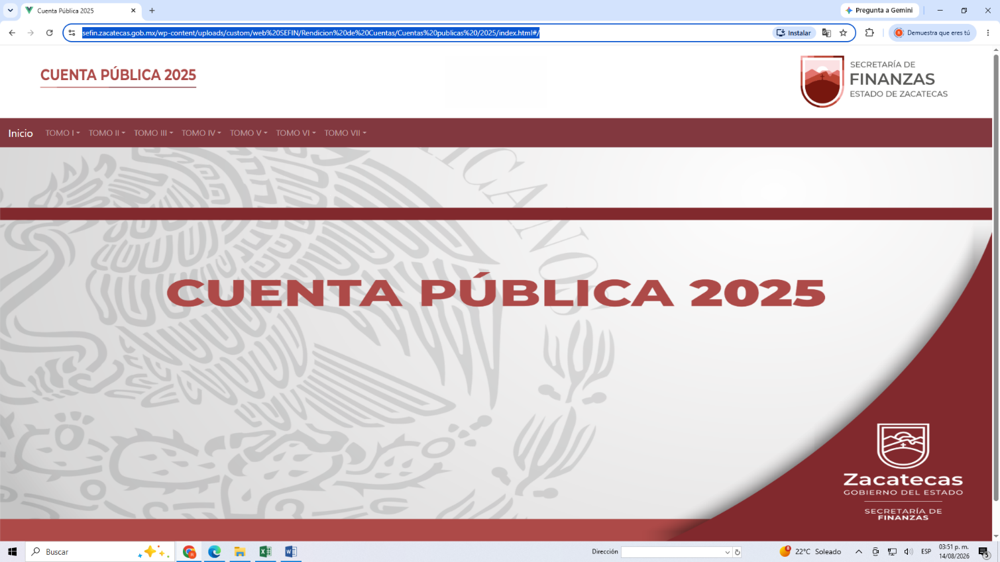 Cuenta Pública 2025
Pregunta a Gemini
sefin.zacatecas.gob.mx/wp-content/uploads/custom/web%20SEFIN/Rendicion%20de%20Cuentas/Cuentas%20publicas%20/2025/index.html#/
Instalar
Demuestra que eres tú
CUENTA PÚBLICA 2025
SECRETARÍA DE
FINANZAS
ESTADO DE ZACATECAS
Inicio
TOMO I
TOMO II
TOMO III
TOMO IV
TOMO V
TOMO VI
TOMO VII
ICANO
CUENTA PÚBLICA 2025
Zacatecas
GOBIERNO DEL ESTADO
SECRETARÍA DE
FINANZAS
Buscar
Dirección
22°C Soleado
ESP
03:51 p. m.
14/08/2026
5